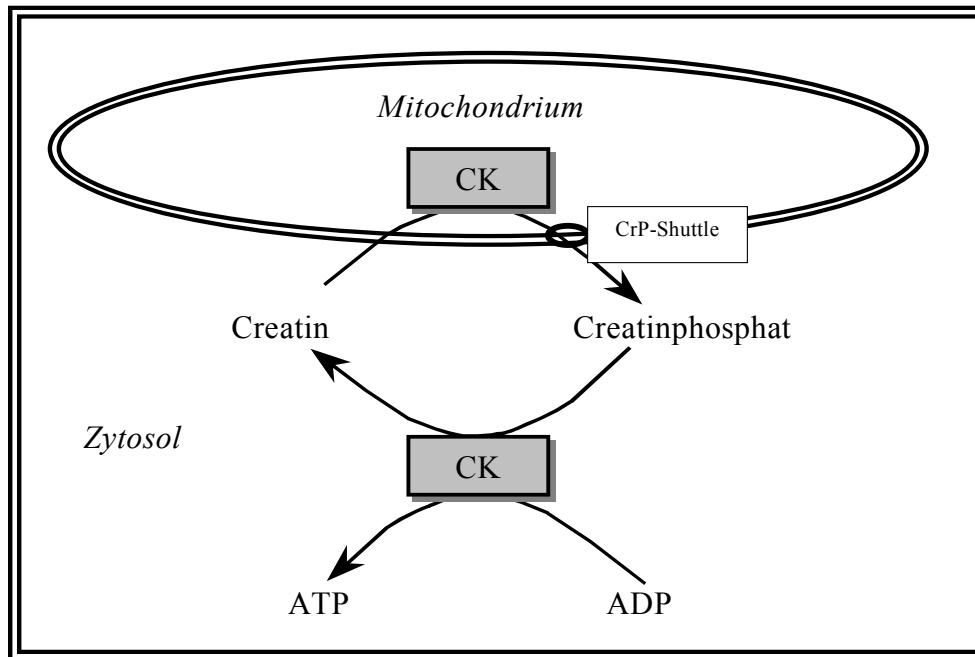 Mitochondrium
CK
CrP-Shuttle
Creatin
Creatinphosphat
Zytosol
CK
ATP
ADP